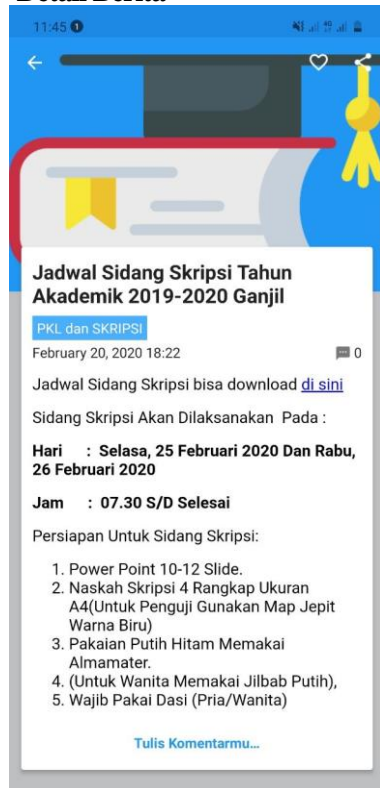 11:45
Jadwal Sidang Skripsi Tahun
Akademik 2019-2020 Ganjil
PKL dan SKRIPSI
February 20, 2020 18:22
0
Jadwal Sidang Skripsi bisa download di sini
Sidang Skripsi Akan Dilaksanakan Pada :
Hari : Selasa, 25 Februari 2020 Dan Rabu,
26 Februari 2020
Jam : 07.30 S/D Selesai
Persiapan Untuk Sidang Skripsi:
1. Power Point 10-12 Slide.
2. Naskah Skripsi 4 Rangkap Ukuran
A4(Untuk Penguji Gunakan Map Jepit
Warna Biru)
3. Pakaian Putih Hitam Memakai
Almamater.
4. (Untuk Wanita Memakai Jilbab Putih),
5. Wajib Pakai Dasi (Pria/Wanita)
Tulis Komentarmu...